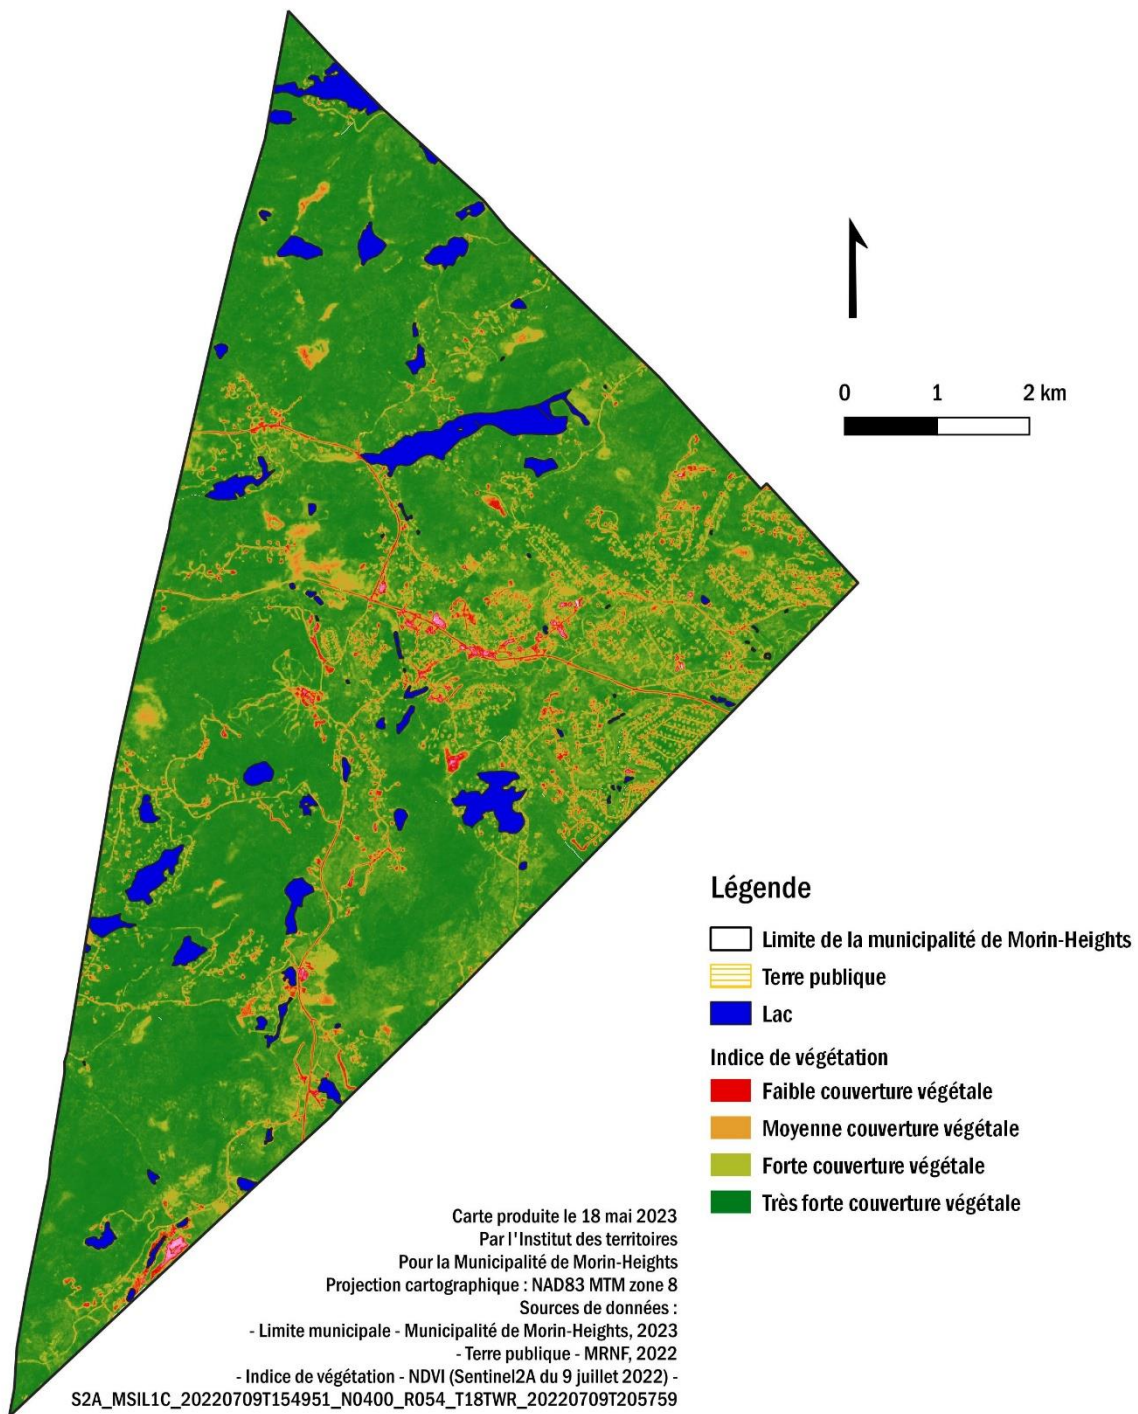 0 1 2 km
Légende
Limite de la municipalité de Morin-Heights
Terre publique
Lac
Indice de végétation
Faible couverture végétale
Moyenne couverture végétale
Forte couverture végétale
Très forte couverture végétale
Carte produite le 18 mai 2023
Par l'Institut des territoires
Pour la Municipalité de Morin-Heights
Projection cartographique : NAD83 MTM zone 8
Sources de données :
- Limite municipale - Municipalité de Morin-Heights, 2023
- Terre publique - MRNF, 2022
- Indice de végétation - NDVI (Sentinel2A du 9 juillet 2022) -
S2A_MSIL1C_20220709T154951_N0400_R054_T18TWR_20220709T205759